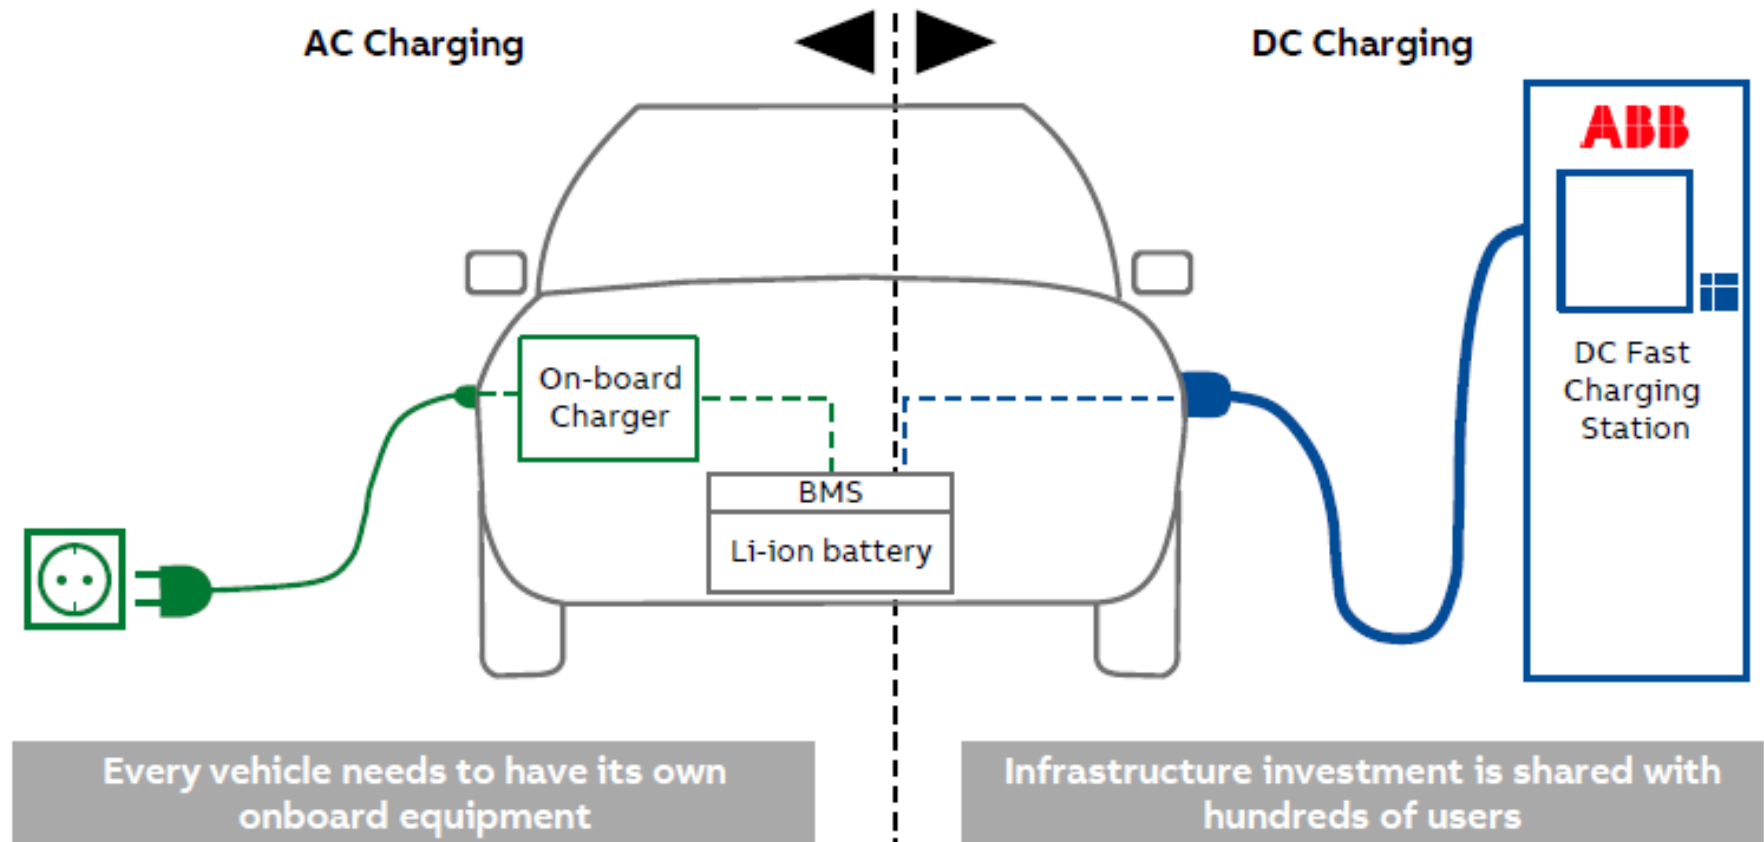 AC Charging
DC Charging
ABB
DC Fast
Charging
Station
On-board
Charger
BMS
Li-ion battery
Every vehicle needs to have its own
onboard equipment
Infrastructure investment is shared with
hundreds of users